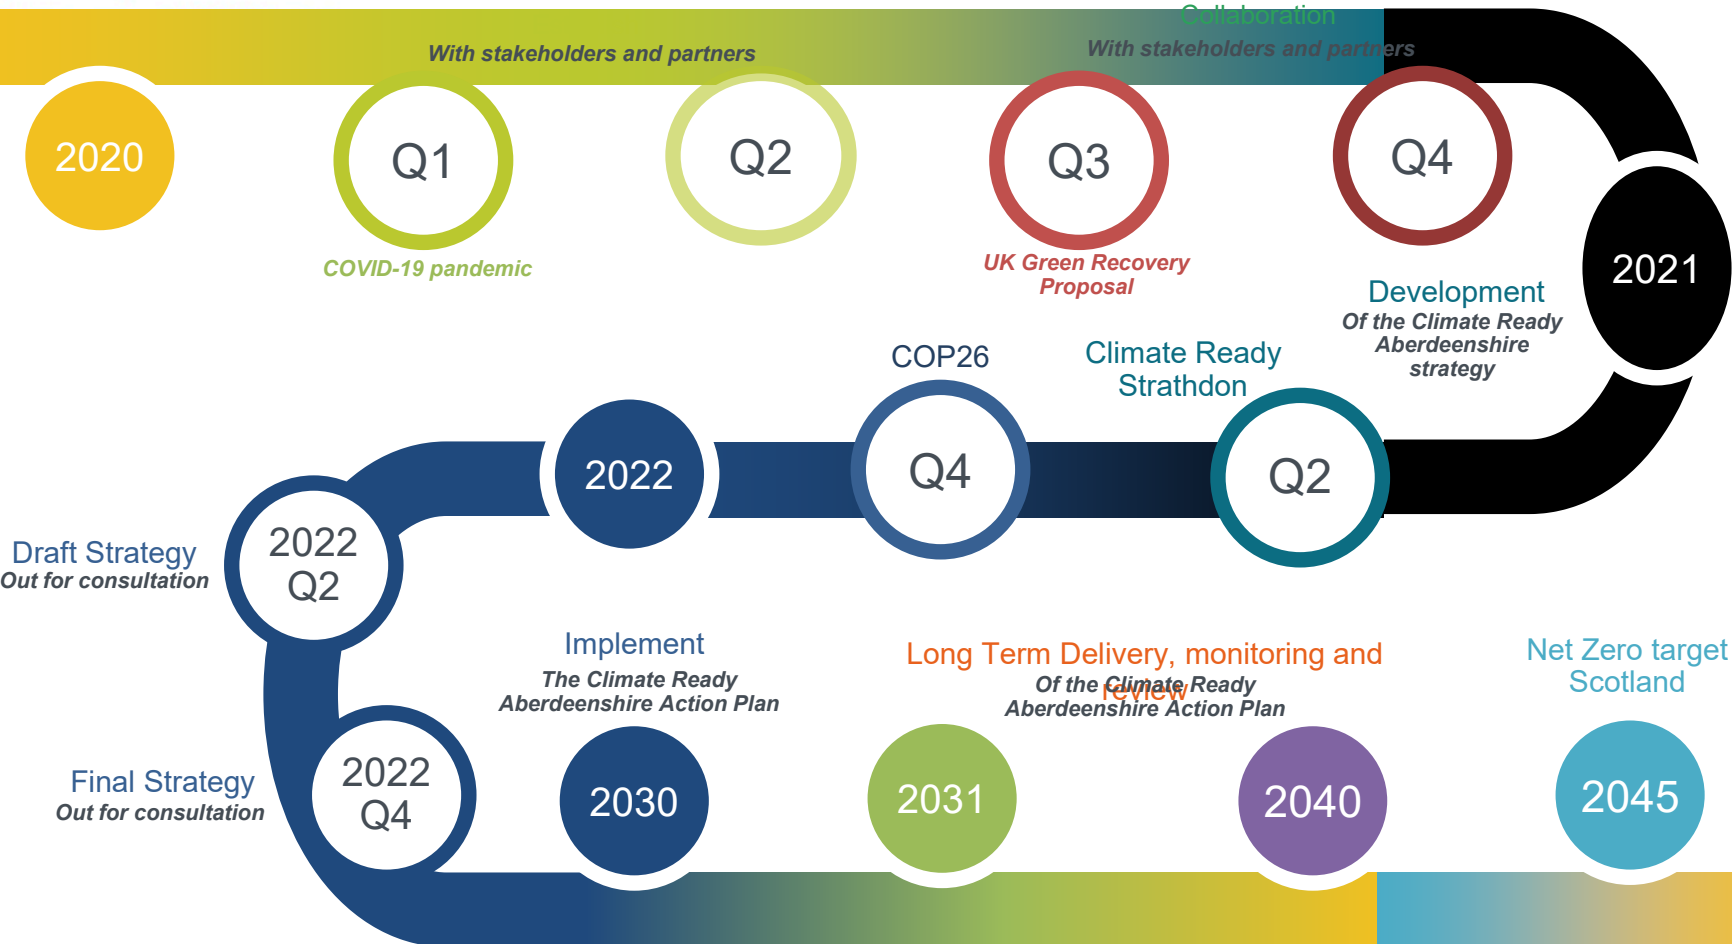 Collaboration
With stakeholders and partners
With stakeholders and partners
2020
Q1
Q2
Q3
Q4
COVID-19 pandemic
UK Green Recovery
Proposal
2021
Development
Of the Climate Ready
Aberdeenshire
strategy
COP26
Climate Ready
Strathdon
2022
Q4
Q2
Draft Strategy
Out for consultation
2022
Q2
Implement
The Climate Ready
Aberdeenshire Action Plan
Long Term Delivery, monitoring and
review
Of the Climate Ready
Aberdeenshire Action Plan
Net Zero target
Scotland
Final Strategy
Out for consultation
2022
Q4
2030
2031
2040
2045